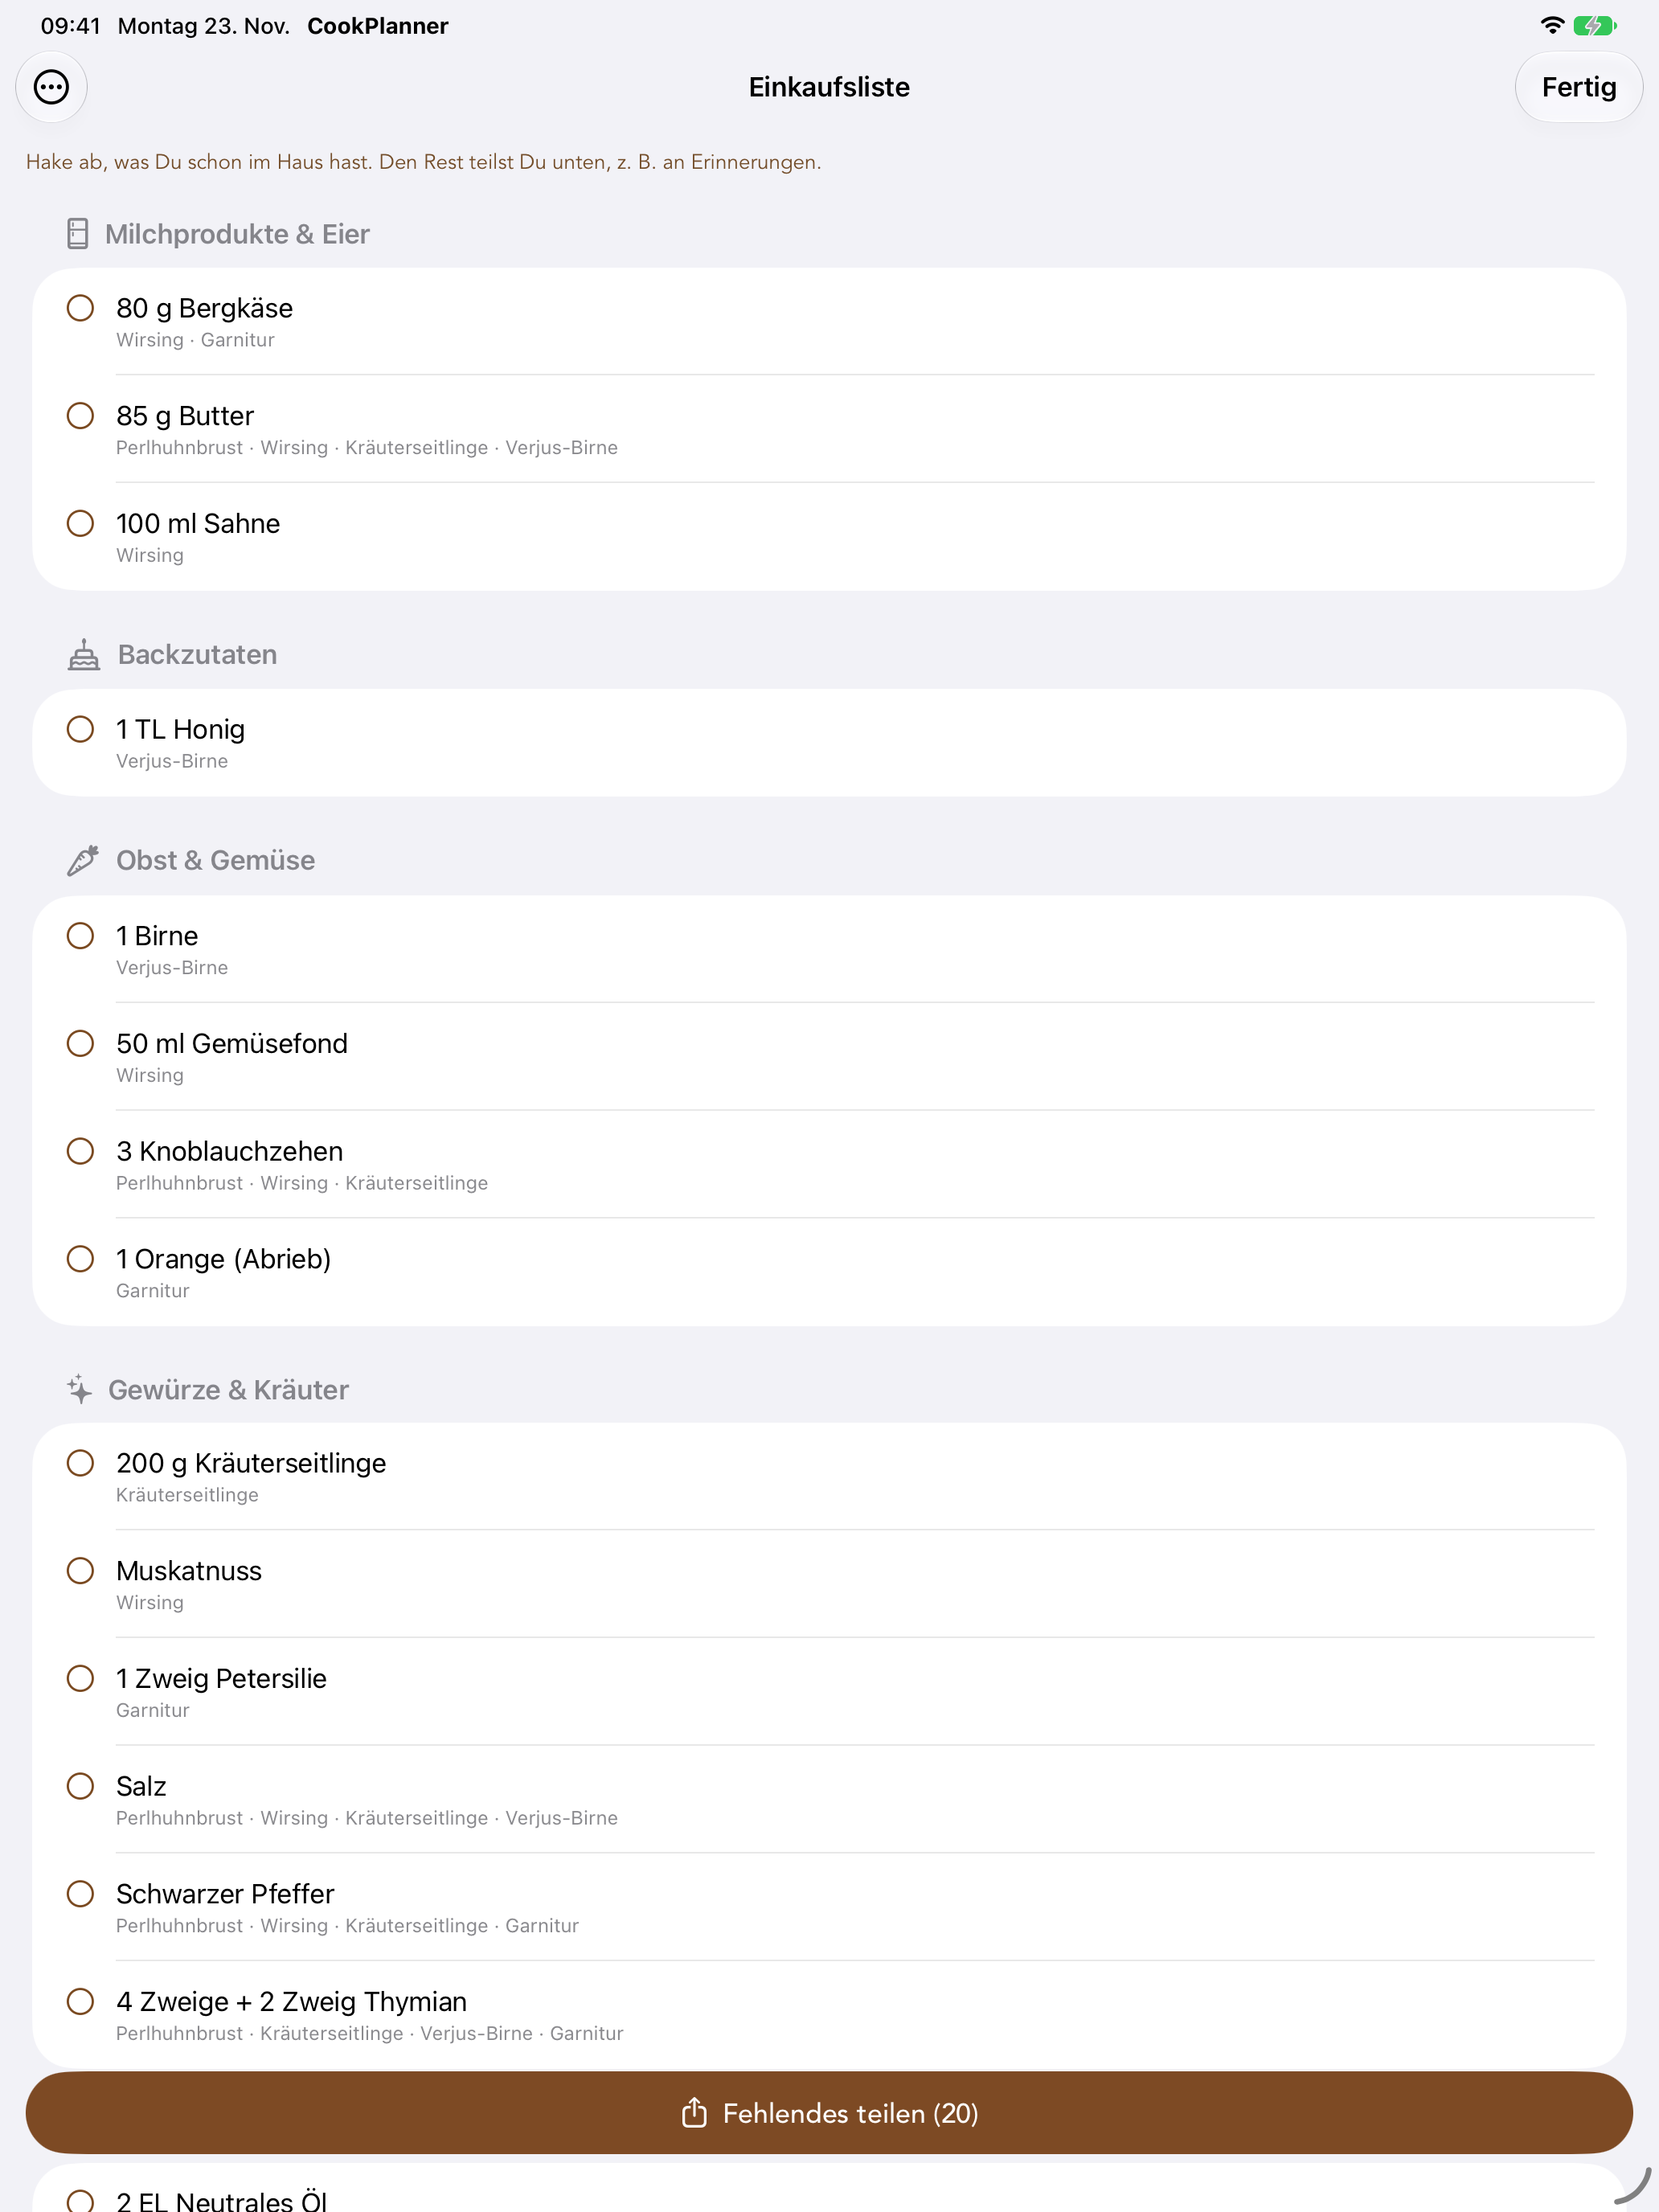 09:41 Montag 23. Nov. CookPlanner
Einkaufsliste
Fertig
Hake ab, was Du schon im Haus hast. Den Rest teilst Du unten, z. B. an Erinnerungen.
Milchprodukte & Eier
80 g Bergkäse
Wirsing · Garnitur
85 g Butter
Perlhuhnbrust · Wirsing · Kräuterseitlinge · Verjus-Birne
100 ml Sahne
Wirsing
Backzutaten
1 TL Honig
Verjus-Birne
Obst & Gemüse
1 Birne
Verjus-Birne
50 ml Gemüsefond
Wirsing
3 Knoblauchzehen
Perlhuhnbrust · Wirsing · Kräuterseitlinge
1 Orange (Abrieb)
Garnitur
Gewürze & Kräuter
200 g Kräuterseitlinge
Kräuterseitlinge
Muskatnuss
Wirsing
1 Zweig Petersilie
Garnitur
Salz
Perlhuhnbrust · Wirsing · Kräuterseitlinge · Verjus-Birne
Schwarzer Pfeffer
Perlhuhnbrust · Wirsing · Kräuterseitlinge · Garnitur
4 Zweige + 2 Zweig Thymian
Perlhuhnbrust · Kräuterseitlinge · Verjus-Birne · Garnitur
Fehlendes teilen (20)
2 EL Neutrales Öl